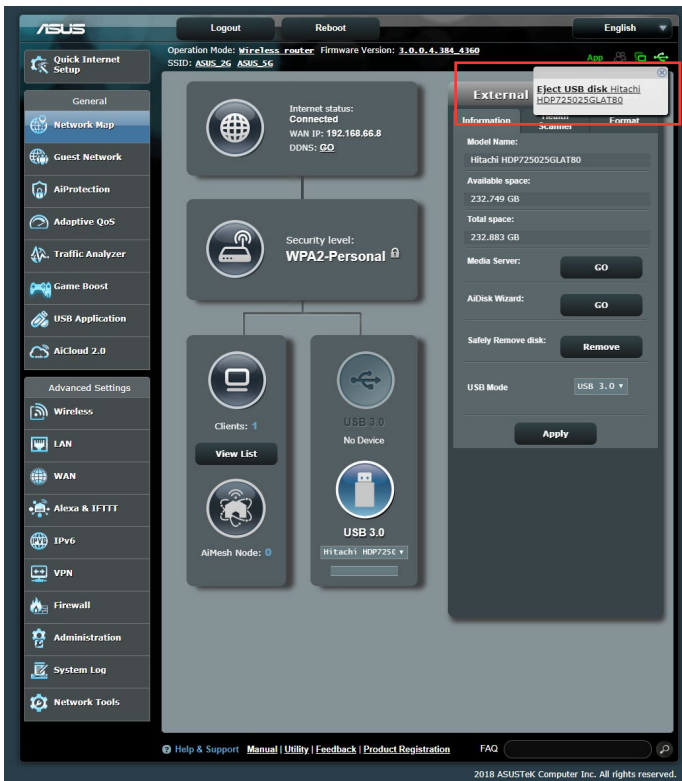 ASUS
Logout
Reboot
English
Operation Mode: Wireless router Firmware Version: 3.0.0.4.384_4360
SSID: ASUS_2G ASUS_5G
App
Quick Internet
Setup
General
Network Map
Guest Network
AiProtection
Adaptive QoS
Traffic Analyzer
Game Boost
USB Application
AiCloud 2.0
Advanced Settings
Wireless
LAN
WAN
Alexa & IFTTT
IPv6
VPN
Firewall
Administration
System Log
Network Tools
Internet status:
Connected
WAN IP: 192.168.66.8
DDNS: GO
Security level:
WPA2-Personal
Clients: 1
View List
AiMesh Node: 0
USB 3.0
No Device
USB 3.0
Hitachi HDP725(
External
Eject USB disk Hitachi
HDP725025GLAT80
Information
Health
Scanner
Format
Model Name:
Hitachi HDP725025GLAT80
Available space:
232.749 GB
Total space:
232.883 GB
Media Server:
GO
AiDisk Wizard:
GO
Safely Remove disk:
Remove
USB Mode
USB 3.0
Apply
Help & Support Manual | Utility | Feedback | Product Registration
FAQ
2018 ASUSTeK Computer Inc. All rights reserved.